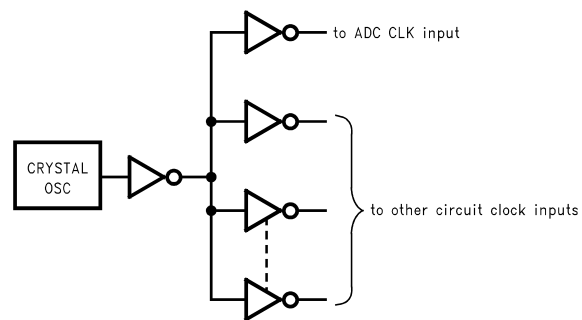 to ADC CLK input
CRYSTAL
OSC
to other circuit clock inputs